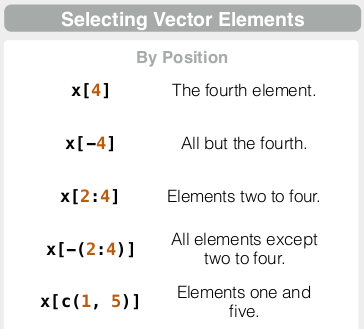 Selecting Vector Elements
By Position
x[4] The fourth element.
x[−4] All but the fourth.
x[2:4] Elements two to four.
x[−(2:4)] All elements except
two to four.
x[c(1, 5)] Elements one and
five.